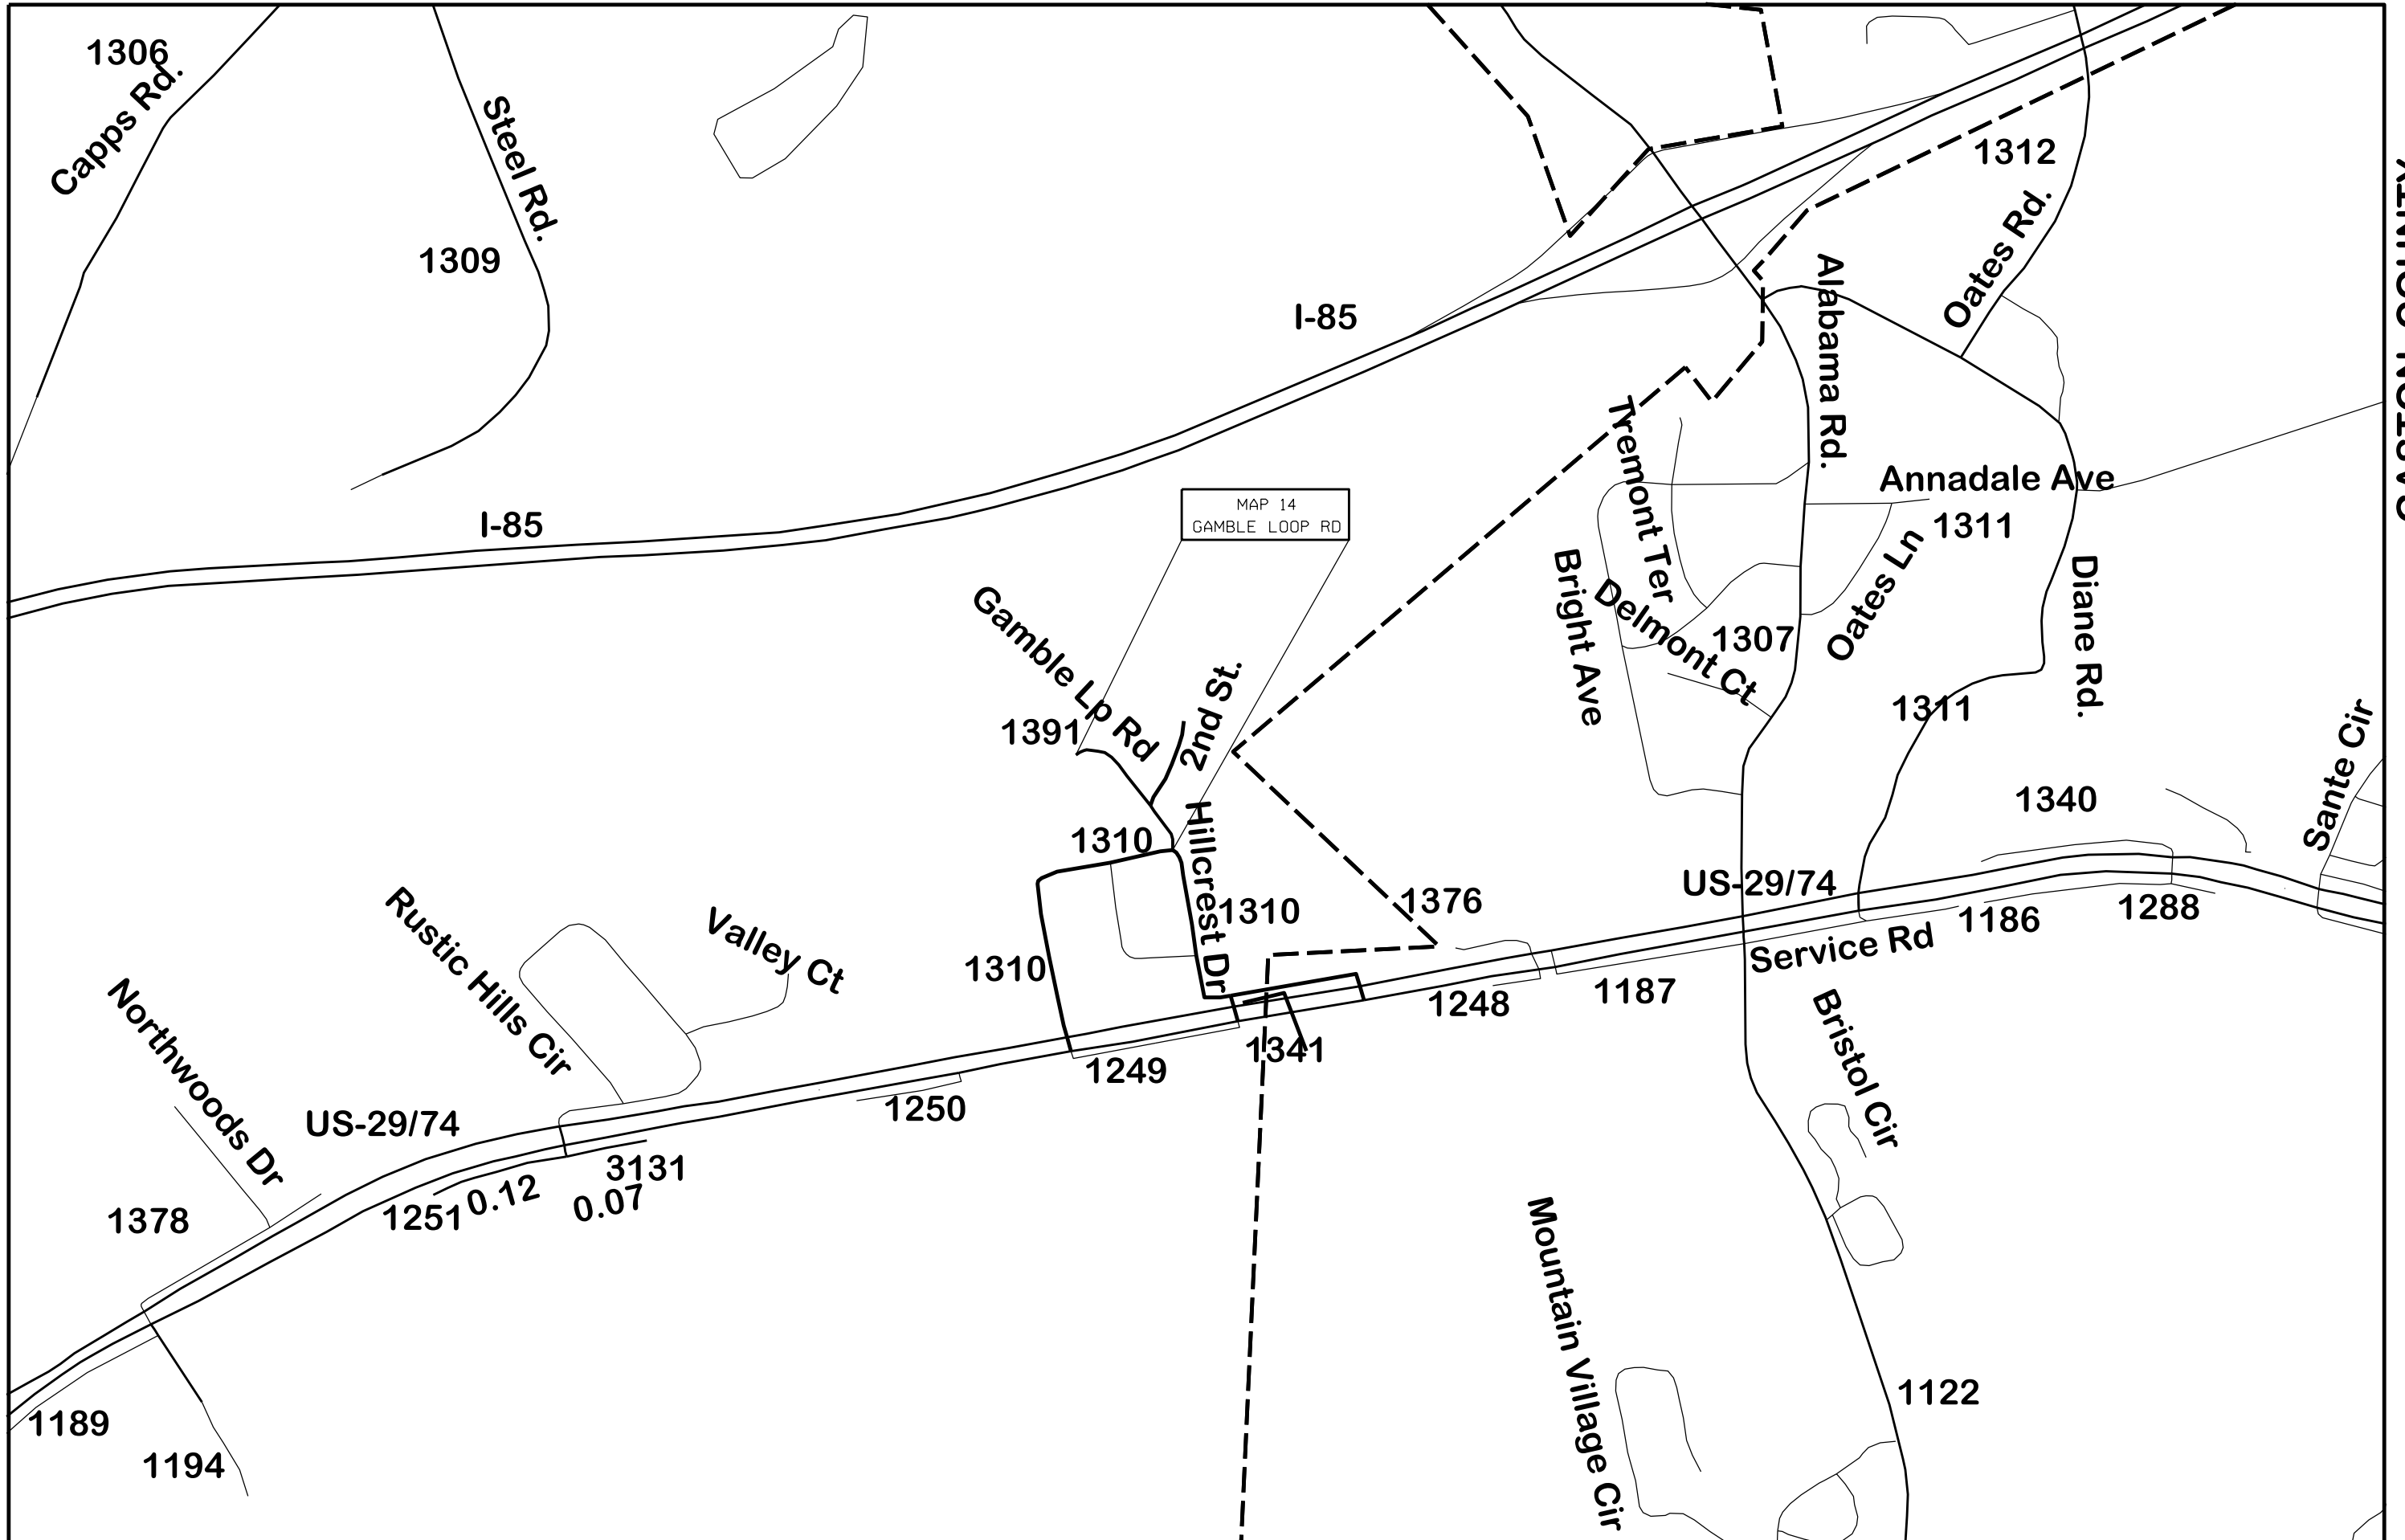 1306
Capps Rd.
Steel Rd.
1309
I-85
1312
Oates Rd.
Alabama Rd.
I-85
MAP 14
GAMBLE LOOP RD
Tremont Ter
Annadale Ave
1311
Oates Ln
Bright Ave
Delmont Ct
1307
Diane Rd.
1311
Gamble Lp Rd
1391
2nd St.
Sante Cir
1340
1310
Hillcrest Dr
1310
1376
US-29/74
1186
1288
Service Rd
1310
1248
1187
Rustic Hills Cir
Valley Ct
Northwoods Dr
1341
1249
1250
Bristol Cir
US-29/74
3131
0.12
0.07
1251
1378
Mountain Village Cir
1122
1189
1194